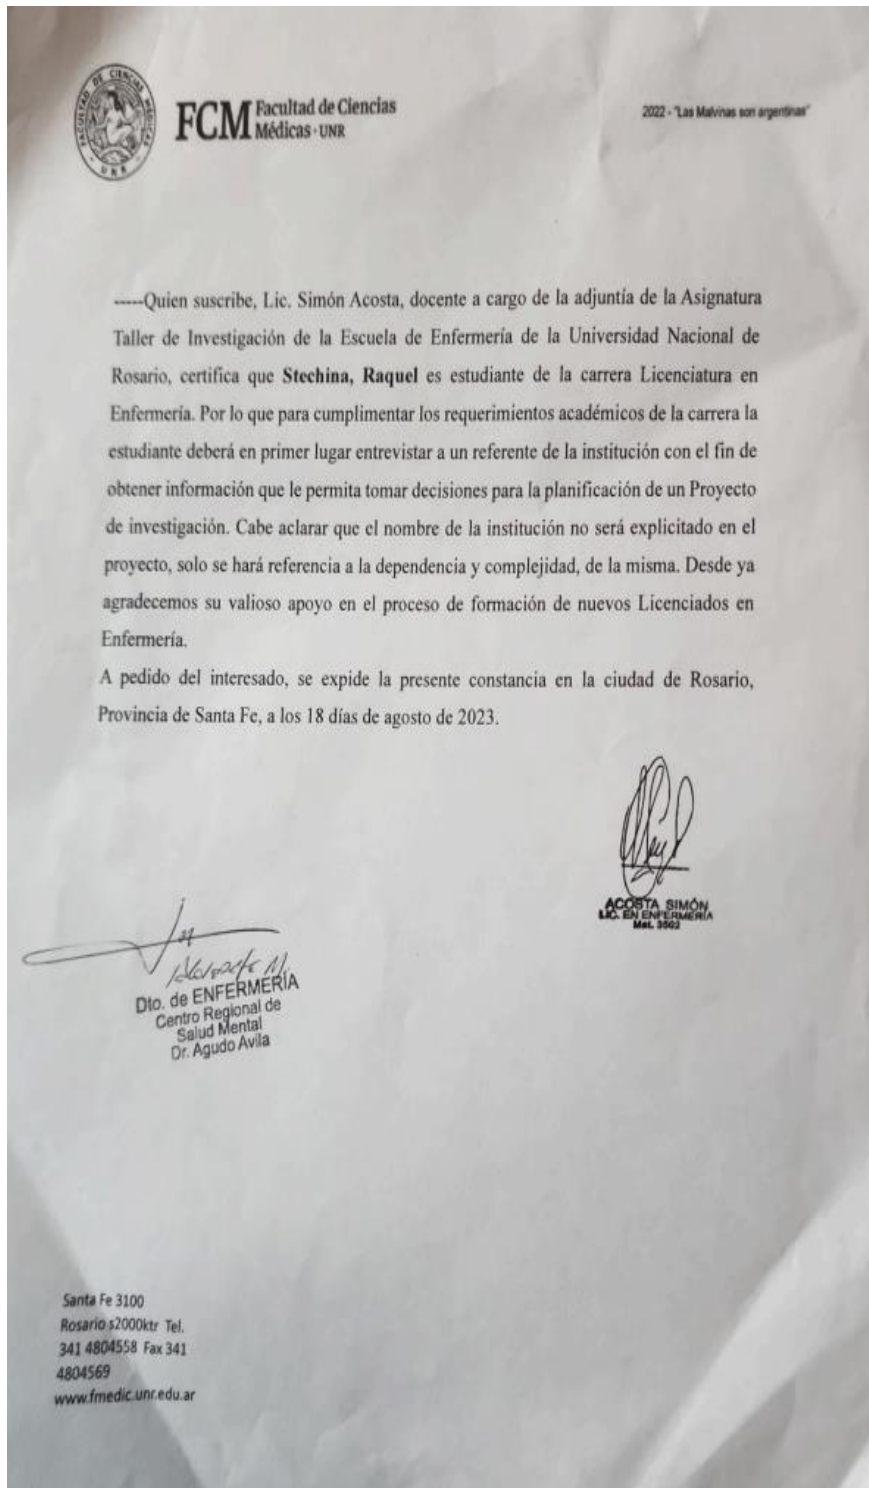 FACULTAD DE CIENCIAS MÉDICAS
UNR
FCM Facultad de Ciencias
Médicas · UNR
2022 - "Las Malvinas son argentinas"
-----Quien suscribe, Lic. Simón Acosta, docente a cargo de la adjuntía de la Asignatura
Taller de Investigación de la Escuela de Enfermería de la Universidad Nacional de
Rosario, certifica que Stechina, Raquel es estudiante de la carrera Licenciatura en
Enfermería. Por lo que para cumplimentar los requerimientos académicos de la carrera la
estudiante deberá en primer lugar entrevistar a un referente de la institución con el fin de
obtener información que le permita tomar decisiones para la planificación de un Proyecto
de investigación. Cabe aclarar que el nombre de la institución no será explicitado en el
proyecto, solo se hará referencia a la dependencia y complejidad, de la misma. Desde ya
agradecemos su valioso apoyo en el proceso de formación de nuevos Licenciados en
Enfermería.
A pedido del interesado, se expide la presente constancia en la ciudad de Rosario,
Provincia de Santa Fe, a los 18 días de agosto de 2023.
ACOSTA SIMÓN
LIC. EN ENFERMERÍA
Mat. 3502
Dto. de ENFERMERÍA
Centro Regional de
Salud Mental
Dr. Agudo Avila
Santa Fe 3100
Rosario s2000ktr Tel.
341 4804558 Fax 341
4804569
www.fmedic.unr.edu.ar